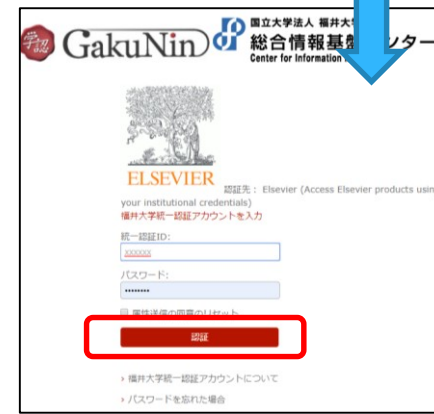 学認
GakuNin
国立大学法人 福井大
総合情報基盤センター
Center for Information
ELSEVIER
認証先: Elsevier (Access Elsevier products usin
your institutional credentials)
福井大学統一認証アカウントを入力
統一認証ID:
xxxxxx
パスワード:
••••••••
属性送信の同意のリセット
認証
› 福井大学統一認証アカウントについて
› パスワードを忘れた場合